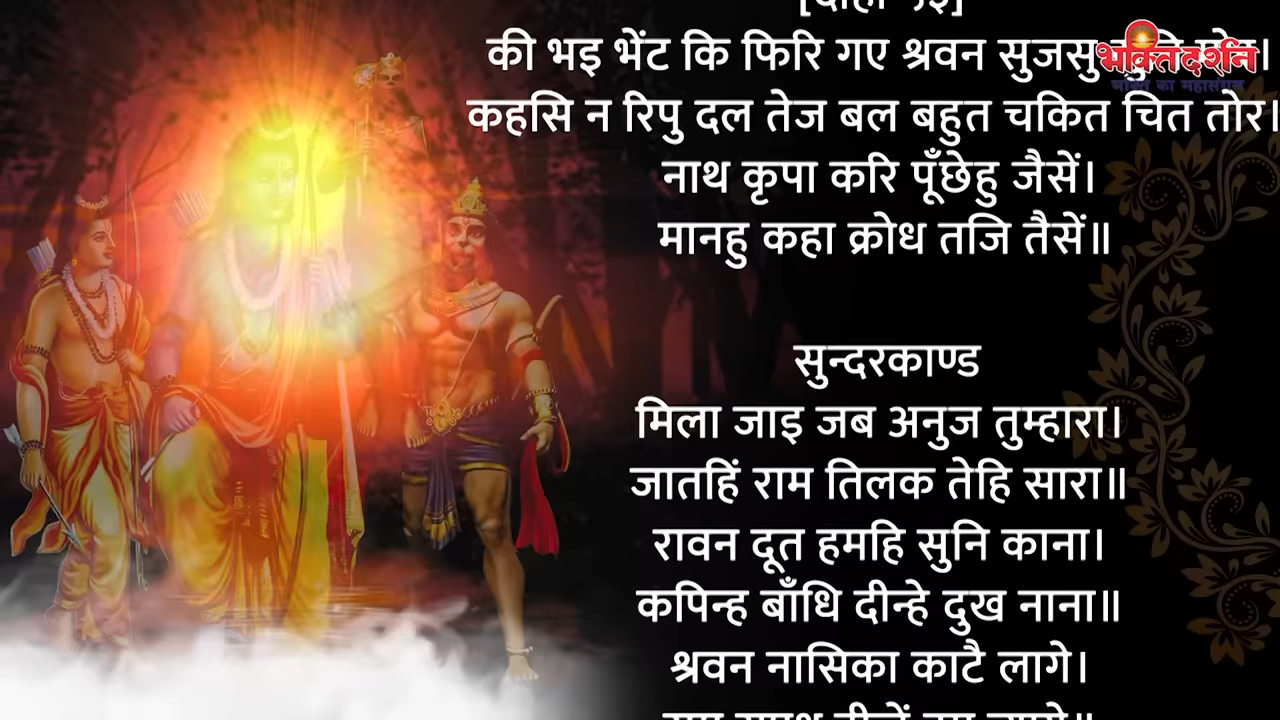 की भइ भेंट कि फिरि गए श्रवन सुजसु
कहसि न रिपु दल तेज बल बहुत चकित चित तोर।
नाथ कृपा करि पूँछेहु जैसें।
मानहु कहा क्रोध तजि तैसें॥
सुन्दरकाण्ड
मिला जाइ जब अनुज तुम्हारा।
जातहिं राम तिलक तेहि सारा॥
रावन दूत हमहि सुनि काना।
कपिन्ह बाँधि दीन्हे दुख नाना॥
श्रवन नासिका काटै लागे।
भक्ति दर्शन